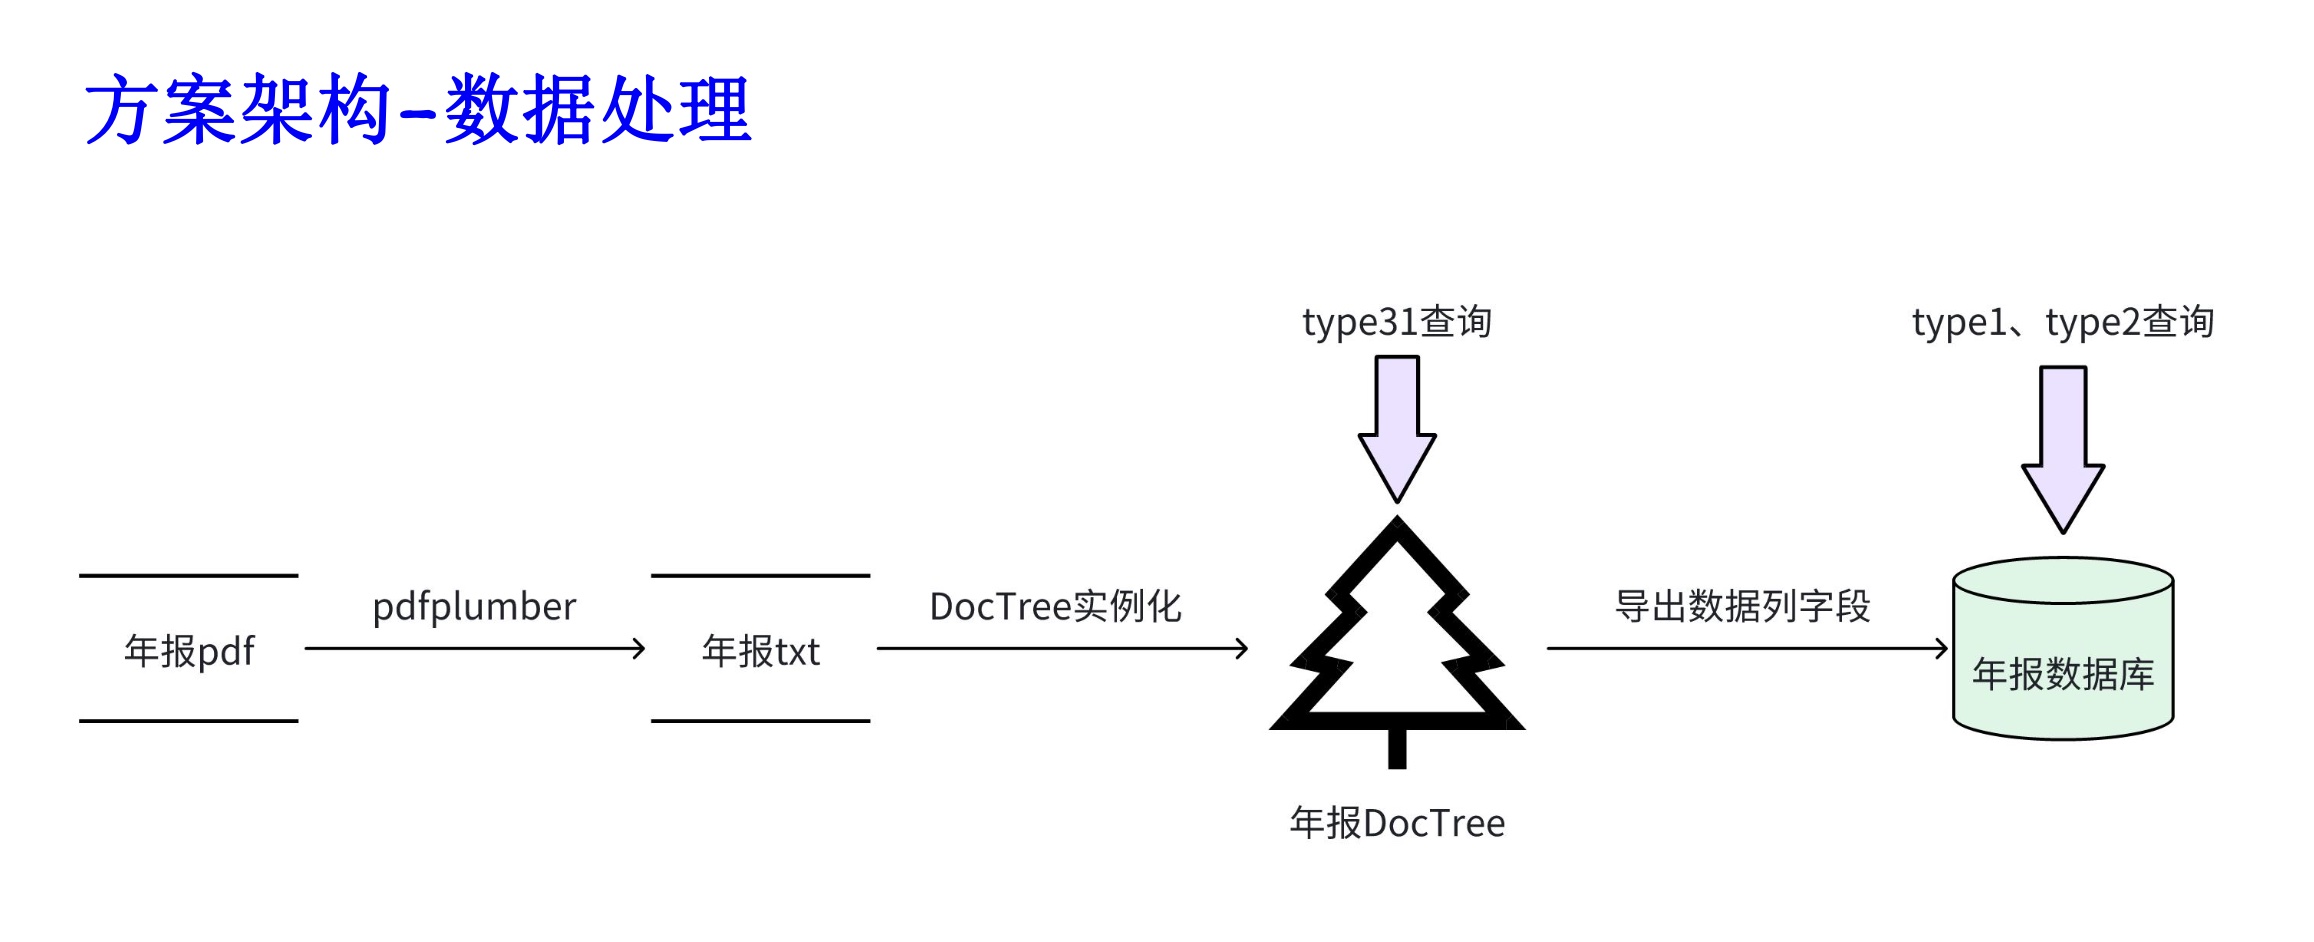 方案架构-数据处理
type31查询
type1、type2查询
年报pdf
pdfplumber
年报txt
DocTree实例化
年报DocTree
导出数据列字段
年报数据库